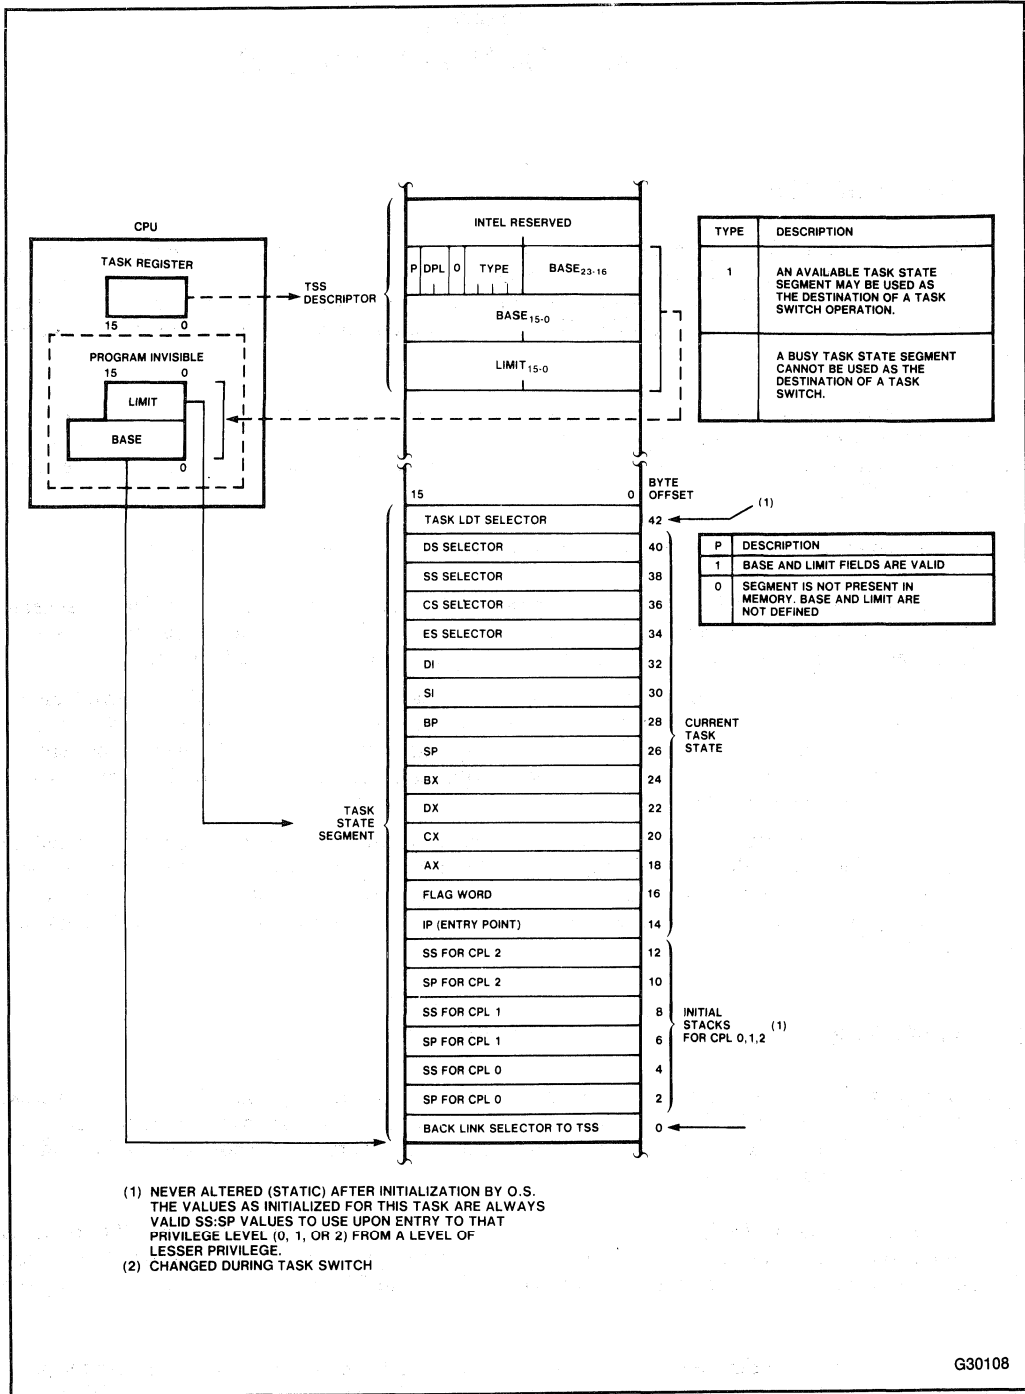 CPU
TASK REGISTER
15 0
PROGRAM INVISIBLE
15 0
LIMIT
BASE
0
TSS
DESCRIPTOR
INTEL RESERVED
P DPL 0 TYPE BASE23-16
BASE15-0
LIMIT15-0
TYPE DESCRIPTION
1 AN AVAILABLE TASK STATE
SEGMENT MAY BE USED AS
THE DESTINATION OF A TASK
SWITCH OPERATION.
A BUSY TASK STATE SEGMENT
CANNOT BE USED AS THE
DESTINATION OF A TASK
SWITCH.
15 0
BYTE
OFFSET
(1)
TASK LDT SELECTOR 42
DS SELECTOR 40
SS SELECTOR 38
CS SELECTOR 36
ES SELECTOR 34
DI 32
SI 30
BP 28
SP 26
BX 24
DX 22
CX 20
AX 18
FLAG WORD 16
IP (ENTRY POINT) 14
SS FOR CPL 2 12
SP FOR CPL 2 10
SS FOR CPL 1 8
SP FOR CPL 1 6
SS FOR CPL 0 4
SP FOR CPL 0 2
BACK LINK SELECTOR TO TSS 0
P DESCRIPTION
1 BASE AND LIMIT FIELDS ARE VALID
0 SEGMENT IS NOT PRESENT IN
MEMORY. BASE AND LIMIT ARE
NOT DEFINED
CURRENT
TASK
STATE
TASK
STATE
SEGMENT
INITIAL
STACKS (1)
FOR CPL 0,1,2
(1) NEVER ALTERED (STATIC) AFTER INITIALIZATION BY O.S.
THE VALUES AS INITIALIZED FOR THIS TASK ARE ALWAYS
VALID SS:SP VALUES TO USE UPON ENTRY TO THAT
PRIVILEGE LEVEL (0, 1, OR 2) FROM A LEVEL OF
LESSER PRIVILEGE.
(2) CHANGED DURING TASK SWITCH
G30108